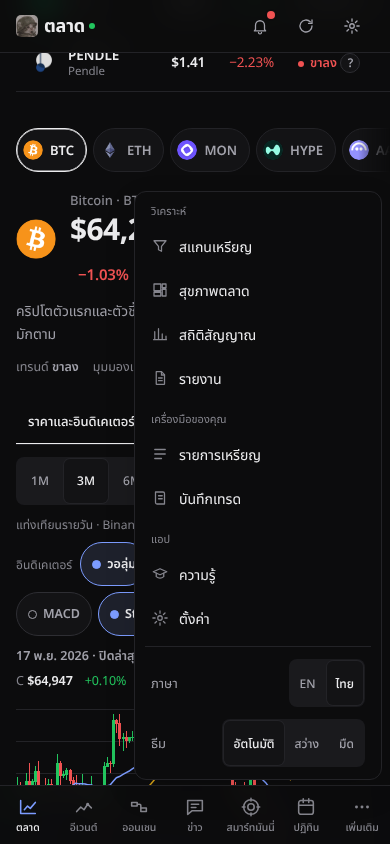 ตลาด
PENDLE
Pendle
$1.41
−2.23%
ขาลง ?
BTC
ETH
MON
HYPE
Bitcoin · BT
$64,2
−1.03%
คริปโตตัวแรกและตัวชี้
มักตาม
เทรนด์ ขาลง
มุมมอง
ราคาและอินดิเคเตอร์
1M
3M
6M
แท่งเทียนรายวัน · Binan
อินดิเคเตอร์
วอลุ่ม
MACD
St
17 พ.ย. 2026 · ปิดล่าสุ
C $64,947 +0.10%
วิเคราะห์
สแกนเหรียญ
สุขภาพตลาด
สถิติสัญญาณ
รายงาน
เครื่องมือของคุณ
รายการเหรียญ
บันทึกเทรด
แอป
ความรู้
ตั้งค่า
ภาษา
EN
ไทย
ธีม
อัตโนมัติ
สว่าง
มืด
ตลาด
อีเวนต์
ออนเชน
ข่าว
สมาร์ทมันนี่
ปฏิทิน
เพิ่มเติม